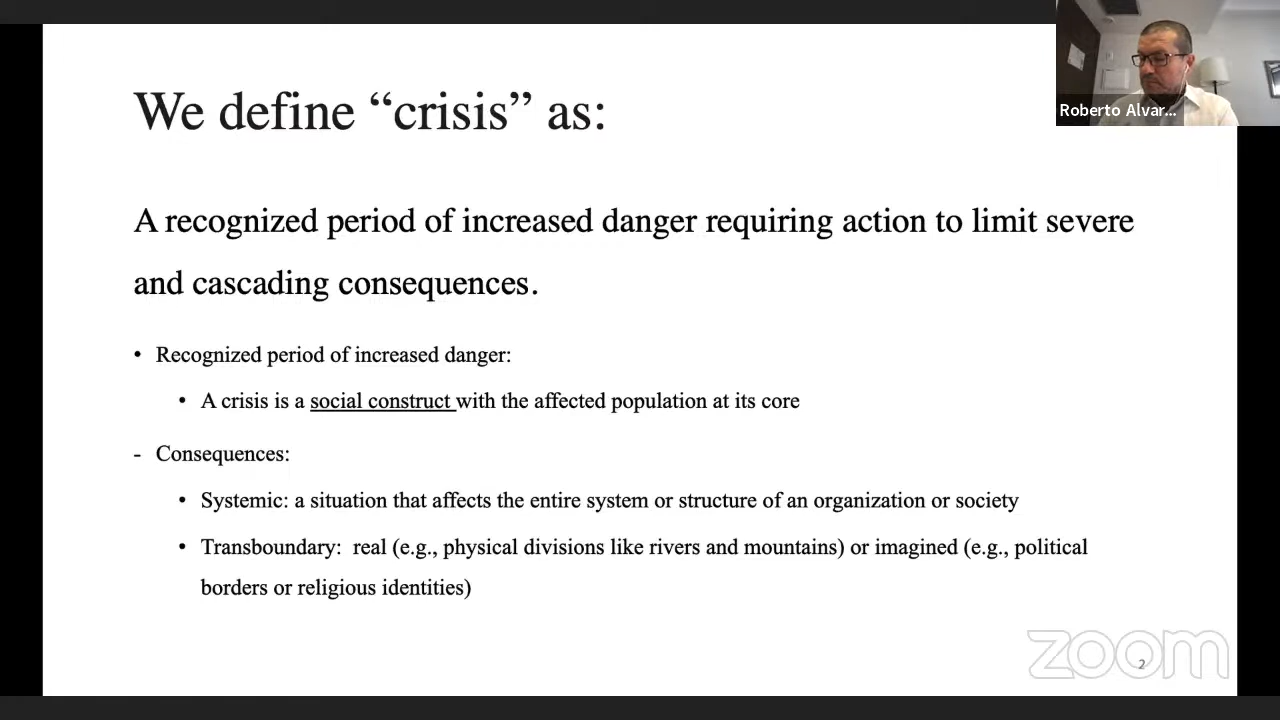 We define “crisis” as:
Roberto Alvar...
A recognized period of increased danger requiring action to limit severe
and cascading consequences.
• Recognized period of increased danger:
• A crisis is a social construct with the affected population at its core
- Consequences:
• Systemic: a situation that affects the entire system or structure of an organization or society
• Transboundary:  real (e.g., physical divisions like rivers and mountains) or imagined (e.g., political
borders or religious identities)
zoom
2